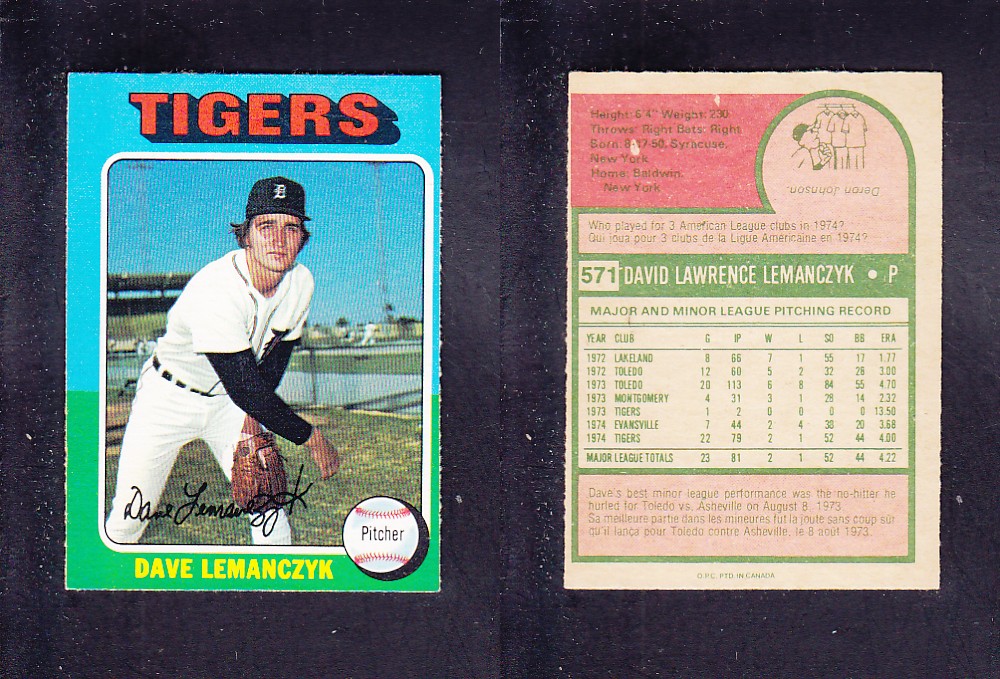 TIGERS
Dave Lemanczyk
Pitcher
DAVE LEMANCZYK
Height: 6'4" Weight: 230
Throws: Right Bats: Right
Born: 8-17-50, Syracuse,
New York
Home: Baldwin,
New York
Deron Johnson.
Who played for 3 American League clubs in 1974?
Qui joua pour 3 clubs de la Ligue Américaine en 1974?
571 DAVID LAWRENCE LEMANCZYK • P
MAJOR AND MINOR LEAGUE PITCHING RECORD
YEAR CLUB G IP W L SO BB ERA
1972 LAKELAND 8 66 7 1 55 17 1.77
1972 TOLEDO 12 60 5 2 32 26 3.00
1973 TOLEDO 20 113 6 8 84 55 4.70
1973 MONTGOMERY 4 31 3 1 28 14 2.32
1973 TIGERS 1 2 0 0 0 0 13.50
1974 EVANSVILLE 7 44 2 4 38 20 3.68
1974 TIGERS 22 79 2 1 52 44 4.00
MAJOR LEAGUE TOTALS 23 81 2 1 52 44 4.22
Dave's best minor league performance was the no-hitter he
hurled for Toledo vs. Asheville on August 8, 1973.
Sa meilleure partie dans les mineures fut la joute sans coup sûr
qu'il lança pour Toledo contre Asheville, le 8 août 1973.
O.P.C. PTD. IN CANADA